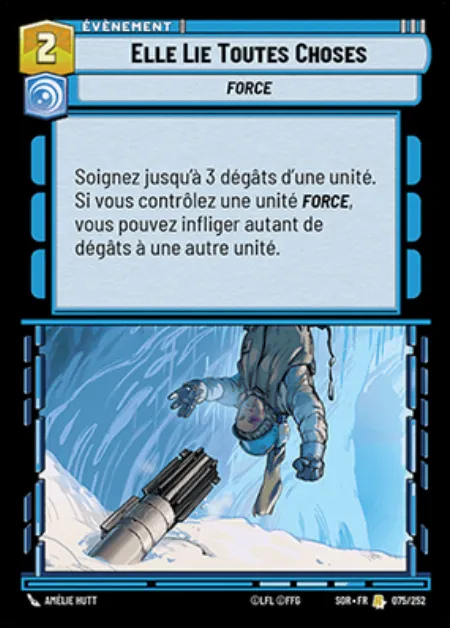 ÉVÈNEMENT
2
ELLE LIE TOUTES CHOSES
FORCE
Soignez jusqu'à 3 dégâts d'une unité.
Si vous contrôlez une unité FORCE,
vous pouvez infliger autant de
dégâts à une autre unité.
AMÉLIE HUTT
©LFL ©FFG
SOR • FR
075/252